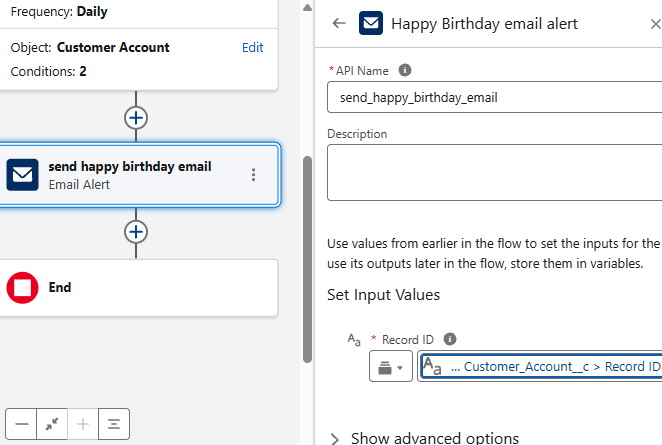 Frequency: Daily
Object: Customer Account Edit
Conditions: 2
send happy birthday email
Email Alert
End
Happy Birthday email alert
* API Name
send_happy_birthday_email
Description
Use values from earlier in the flow to set the inputs for the
use its outputs later in the flow, store them in variables.
Set Input Values
Aa * Record ID
Aa ... Customer_Account__c > Record ID
Show advanced options